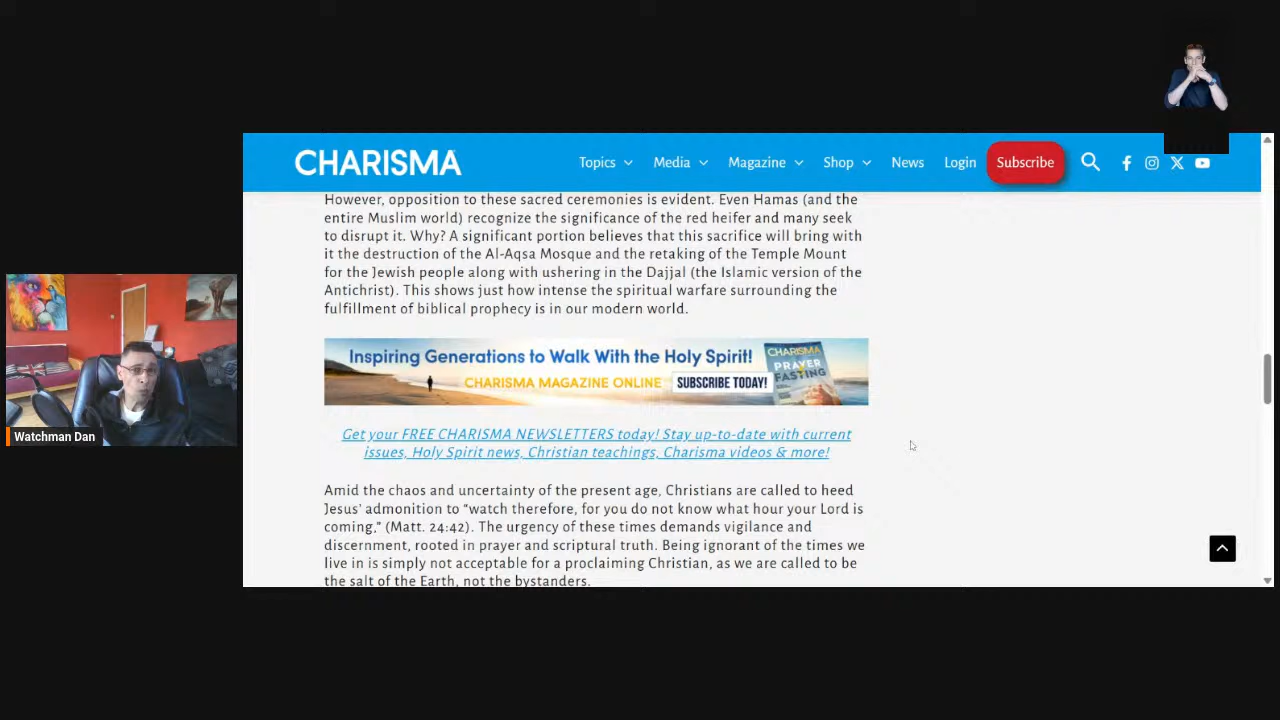 CHARISMA
Topics Media Magazine Shop News Login Subscribe
However, opposition to these sacred ceremonies is evident. Even Hamas (and the
entire Muslim world) recognize the significance of the red heifer and many seek
to disrupt it. Why? A significant portion believes that this sacrifice will bring with
it the destruction of the Al-Aqsa Mosque and the retaking of the Temple Mount
for the Jewish people along with ushering in the Dajjal (the Islamic version of the
Antichrist). This shows just how intense the spiritual warfare surrounding the
fulfillment of biblical prophecy is in our modern world.
Inspiring Generations to Walk With the Holy Spirit!
CHARISMA MAGAZINE ONLINE SUBSCRIBE TODAY!
CHARISMA
PRAYER
FASTING
Get your FREE CHARISMA NEWSLETTERS today! Stay up-to-date with current
issues, Holy Spirit news, Christian teachings, Charisma videos & more!
Amid the chaos and uncertainty of the present age, Christians are called to heed
Jesus' admonition to “watch therefore, for you do not know what hour your Lord is
coming,” (Matt. 24:42). The urgency of these times demands vigilance and
discernment, rooted in prayer and scriptural truth. Being ignorant of the times we
live in is simply not acceptable for a proclaiming Christian, as we are called to be
the salt of the Earth, not the bystanders.
Watchman Dan